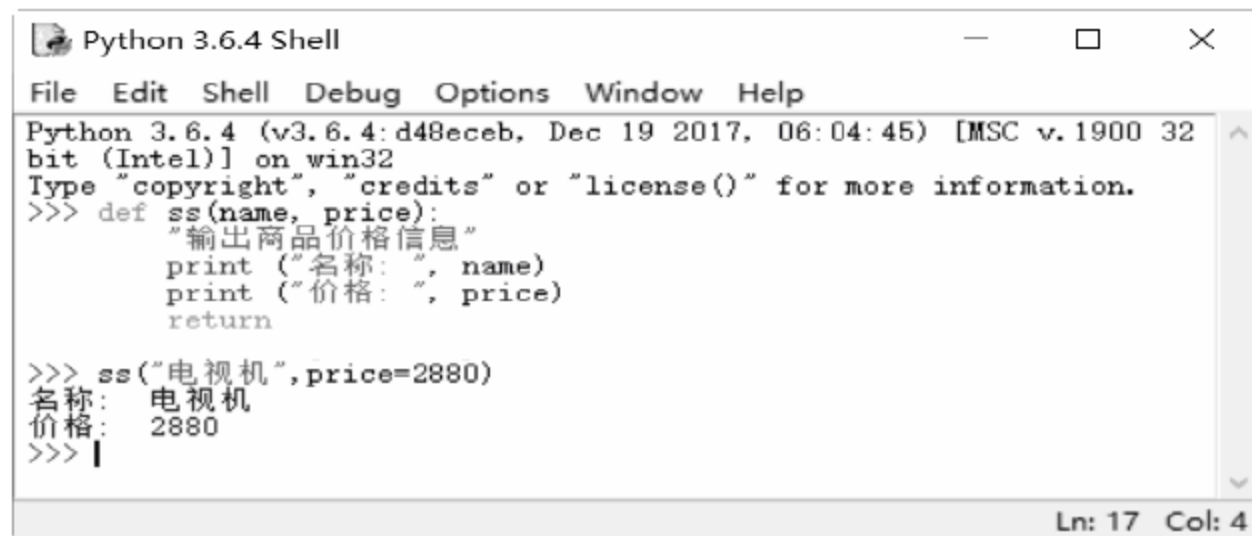 Python 3.6.4 Shell
File Edit Shell Debug Options Window Help
Python 3.6.4 (v3.6.4:d48eceb, Dec 19 2017, 06:04:45) [MSC v.1900 32
bit (Intel)] on win32
Type "copyright", "credits" or "license()" for more information.
>>> def ss(name, price):
"输出商品价格信息"
print ("名称: ", name)
print ("价格: ", price)
return
>>> ss("电视机",price=2880)
名称: 电视机
价格: 2880
>>>
Ln: 17 Col: 4